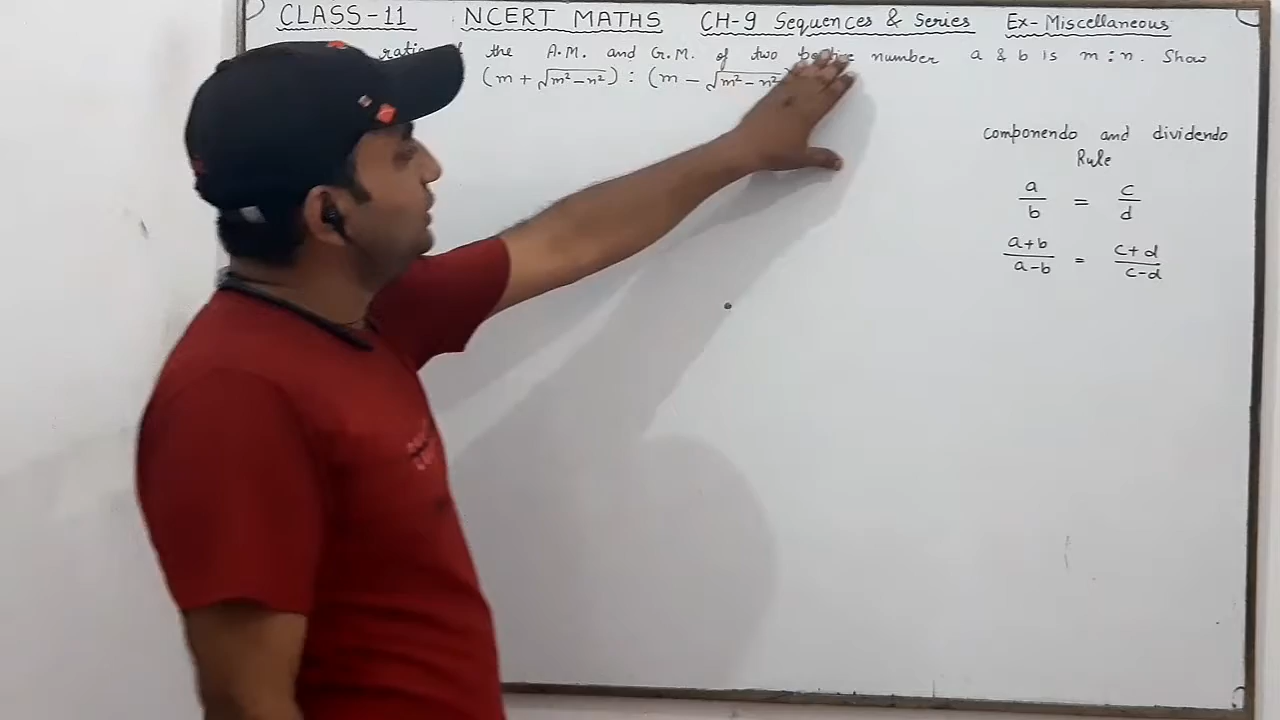 CLASS-11 NCERT MATHS CH-9 Sequences & Series Ex-Miscellaneous
the A.M. and G.M. of two number a & b is m : n. Show
(m + √m²-n²) : (m - √m²-n²
Componendo and dividendo
Rule
a/b = c/d
a+b/a-b = c+d/c-d